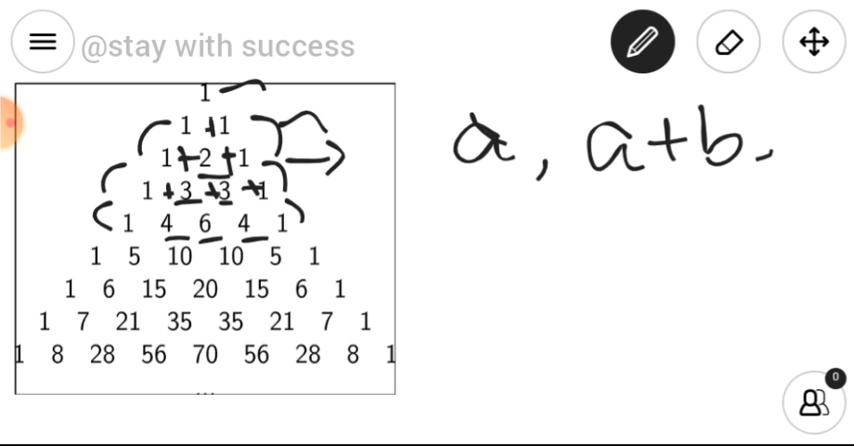 @stay with success
1
1 + 1
1 + 2 + 1
1 + 3 + 3 + 1
1 4 6 4 1
1 5 10 10 5 1
1 6 15 20 15 6 1
1 7 21 35 35 21 7 1
1 8 28 56 70 56 28 8 1
...
a, a+b.
0